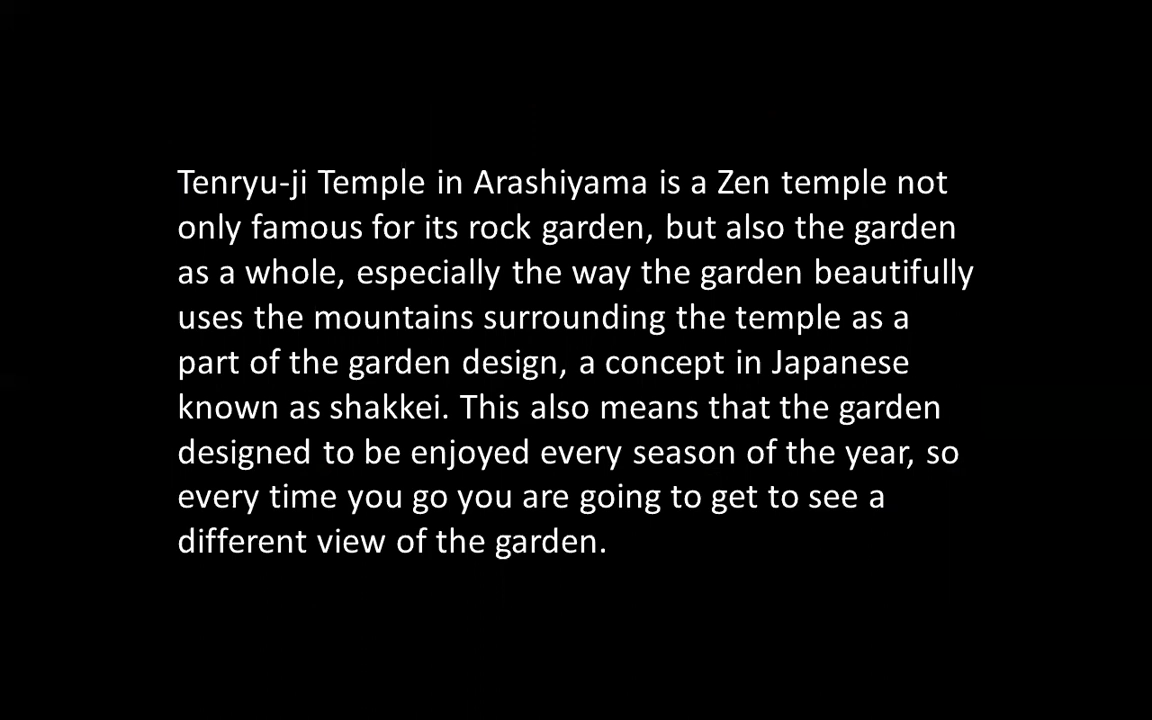 Tenryu-ji Temple in Arashiyama is a Zen temple not
only famous for its rock garden, but also the garden
as a whole, especially the way the garden beautifully
uses the mountains surrounding the temple as a
part of the garden design, a concept in Japanese
known as shakkei. This also means that the garden
designed to be enjoyed every season of the year, so
every time you go you are going to get to see a
different view of the garden.